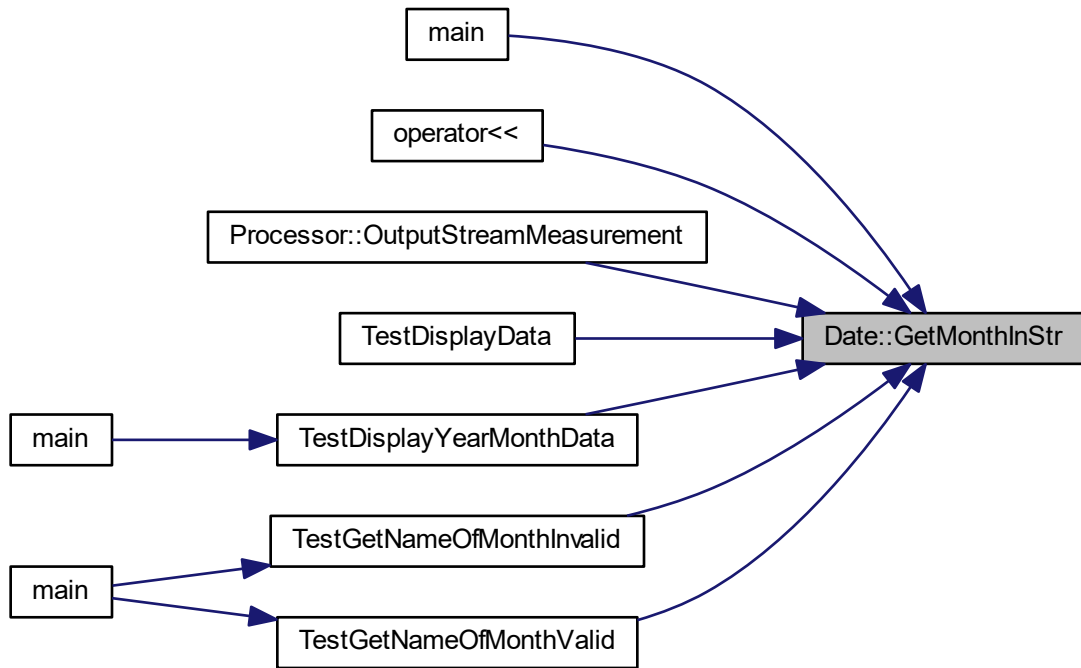 main
operator<<
Processor::OutputStreamMeasurement
TestDisplayData
Date::GetMonthInStr
main
TestDisplayYearMonthData
TestGetNameOfMonthInvalid
main
TestGetNameOfMonthValid